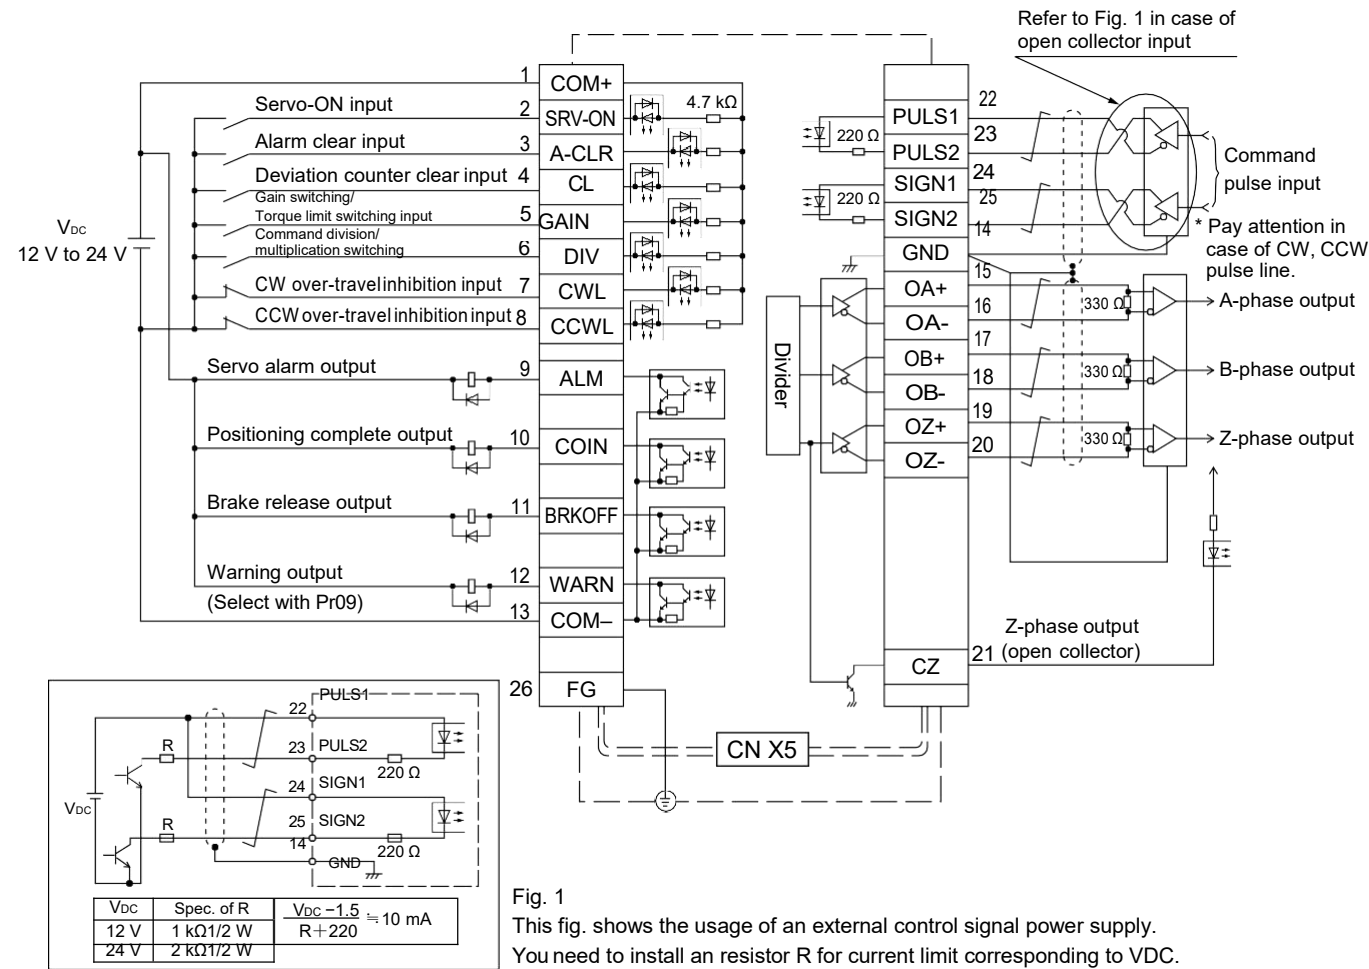 Refer to Fig. 1 in case of
open collector input
1
COM+
Servo-ON input
2
SRV-ON
4.7 kΩ
Alarm clear input
3
A-CLR
Deviation counter clear input 4
CL
Gain switching/
Torque limit switching input
5
GAIN
Command division/
multiplication switching
6
DIV
CW over-travel inhibition input 7
CWL
CCW over-travel inhibition input 8
CCWL
VDC
12 V to 24 V
Servo alarm output
9
ALM
Positioning complete output
10
COIN
Brake release output
11
BRKOFF
Warning output
(Select with Pr09)
12
WARN
13
COM–
26
FG
CN X5
22
PULS1
220 Ω
23
PULS2
24
SIGN1
220 Ω
25
SIGN2
14
GND
Command
pulse input
* Pay attention in
case of CW, CCW
pulse line.
15
OA+
16
OA-
330 Ω
A-phase output
17
OB+
18
OB-
330 Ω
B-phase output
19
OZ+
20
OZ-
330 Ω
Z-phase output
Divider
Z-phase output
(open collector)
21
CZ
PULS1
22
R
23
PULS2
220 Ω
24
SIGN1
VDC
R
25
SIGN2
220 Ω
14
GND
VDC Spec. of R
12 V 1 kΩ1/2 W
24 V 2 kΩ1/2 W
VDC −1.5
R+220
≒10 mA
Fig. 1
This fig. shows the usage of an external control signal power supply.
You need to install an resistor R for current limit corresponding to VDC.